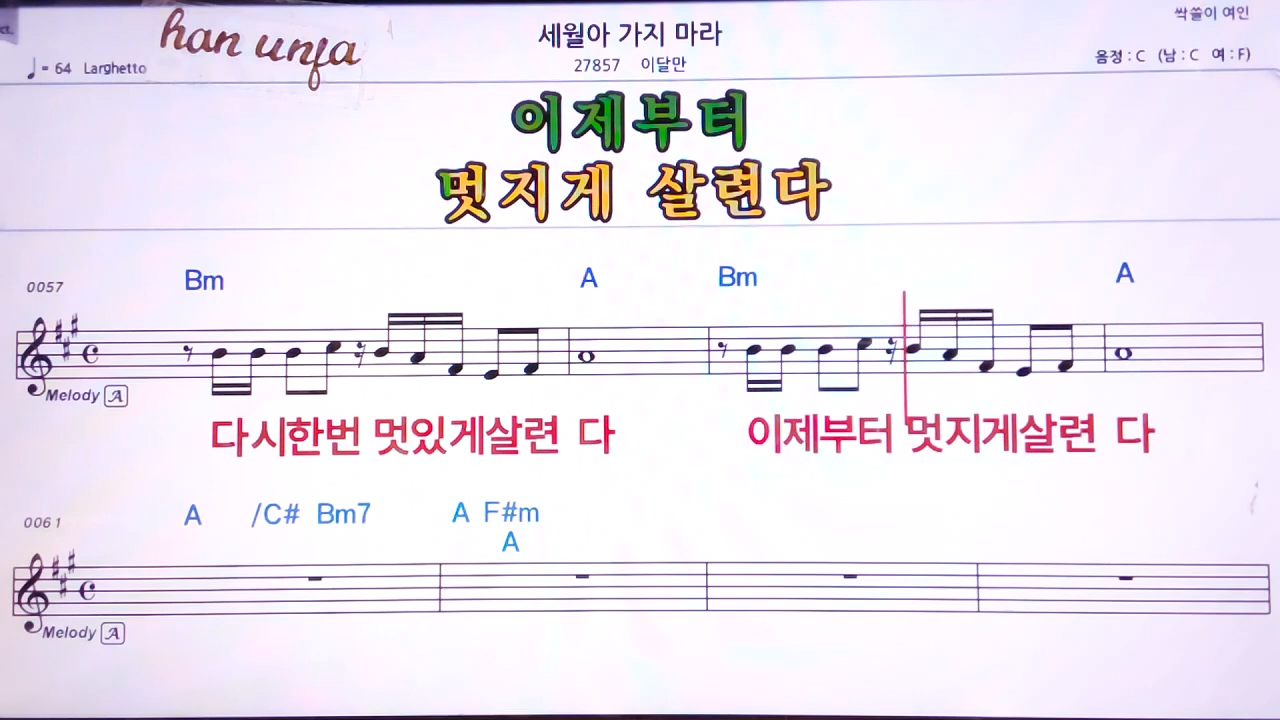 ct.
han unfa
세월아 가지 마라
싹쓸이 여인
♩= 64 Larghetto
27857 이달만
음정 : C (남 : C 여 : F)
이제부터
멋지게 살련다
0057
Bm A Bm A
Melody A
다시한번 멋있게살련 다 이제부터 멋지게살련 다
0061
A /C# Bm7 A F#m
A
Melody A